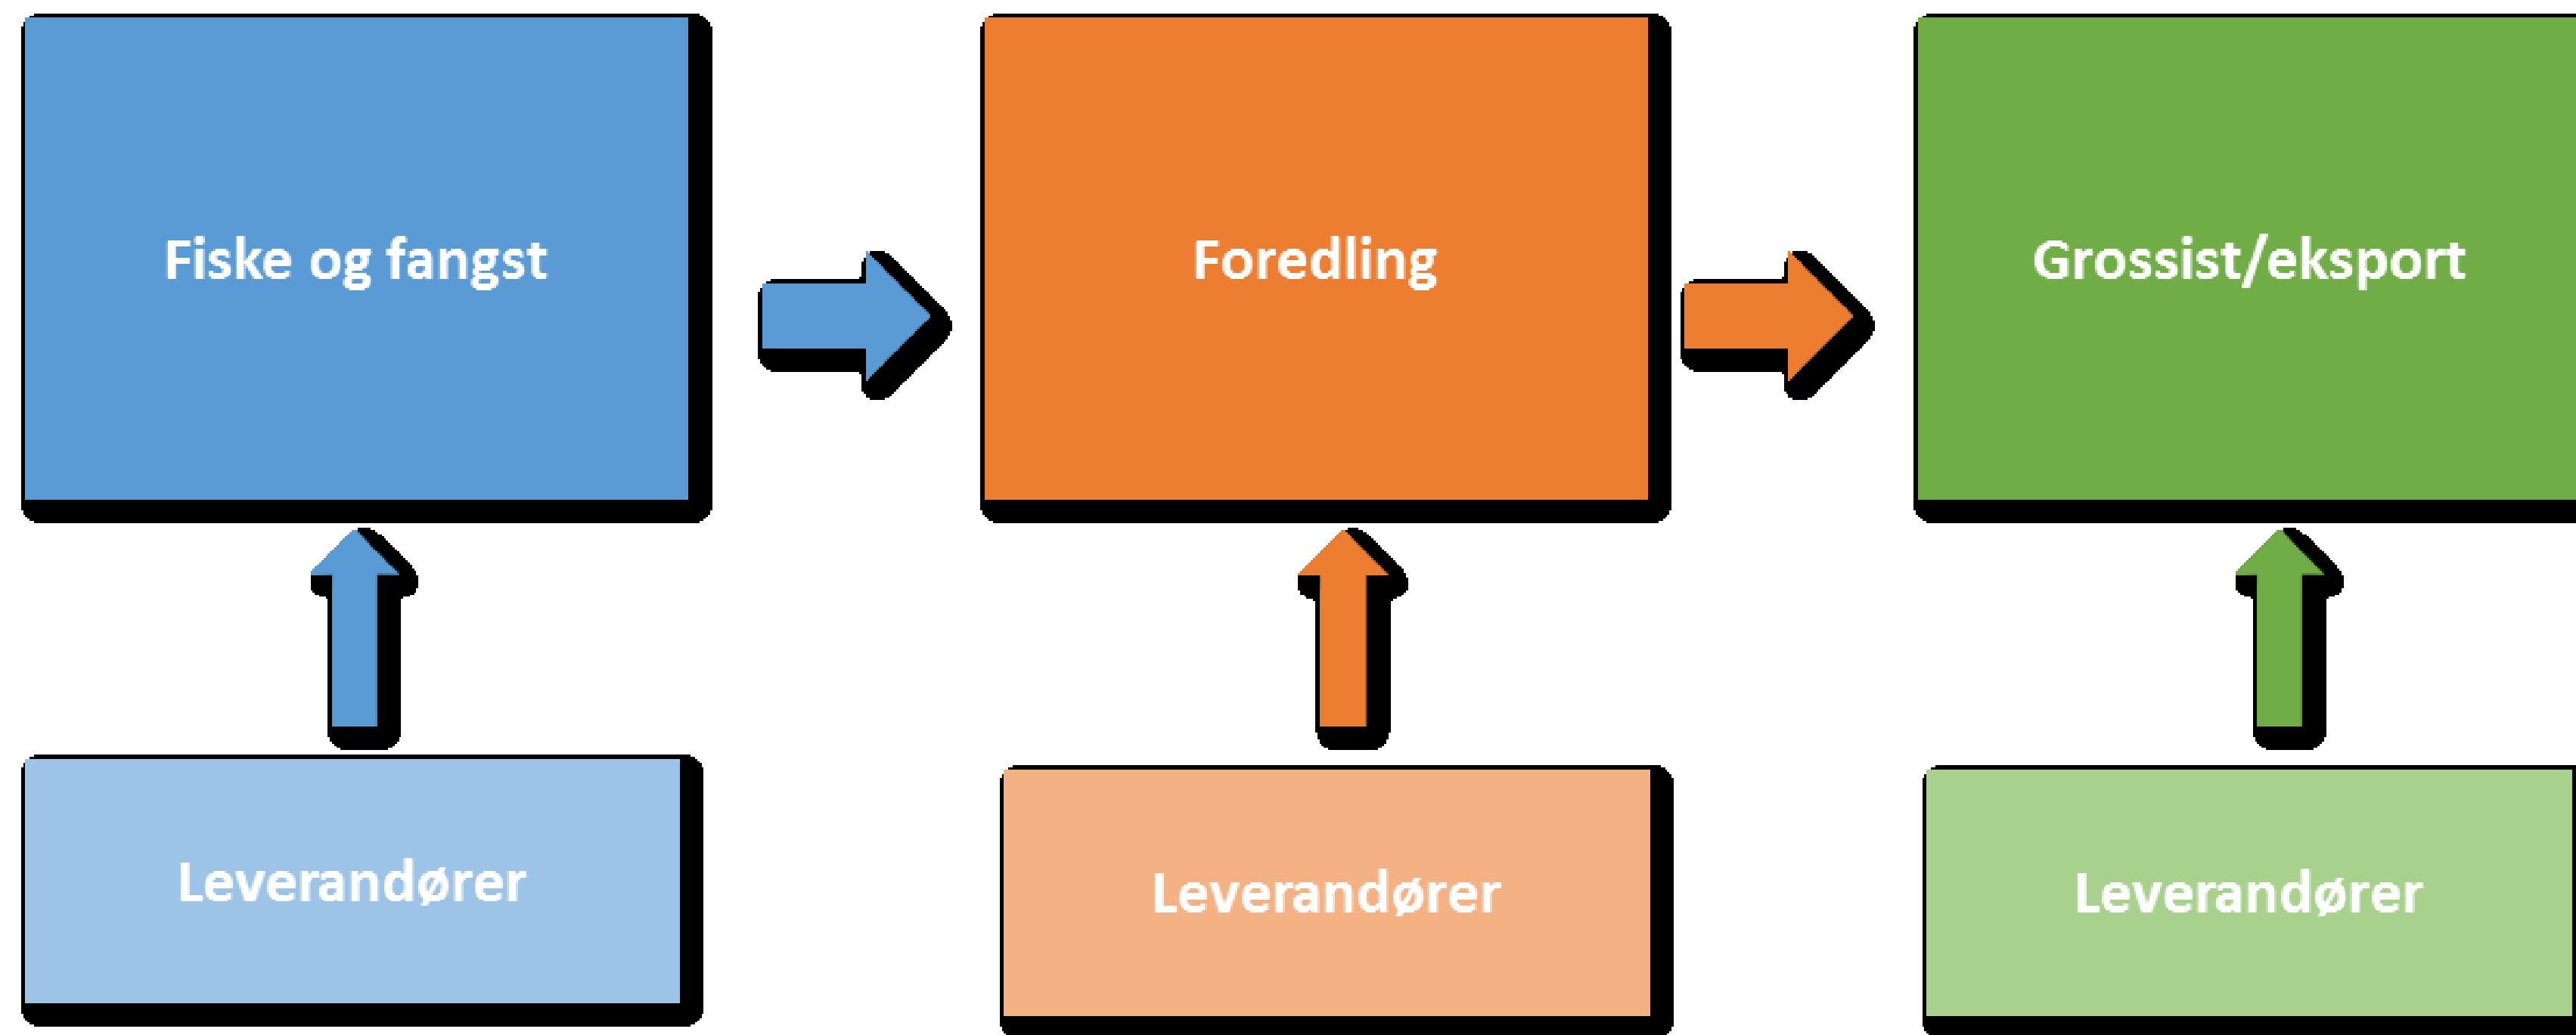 Fiske og fangst
Foredling
Grossist/eksport
Leverandører
Leverandører
Leverandører